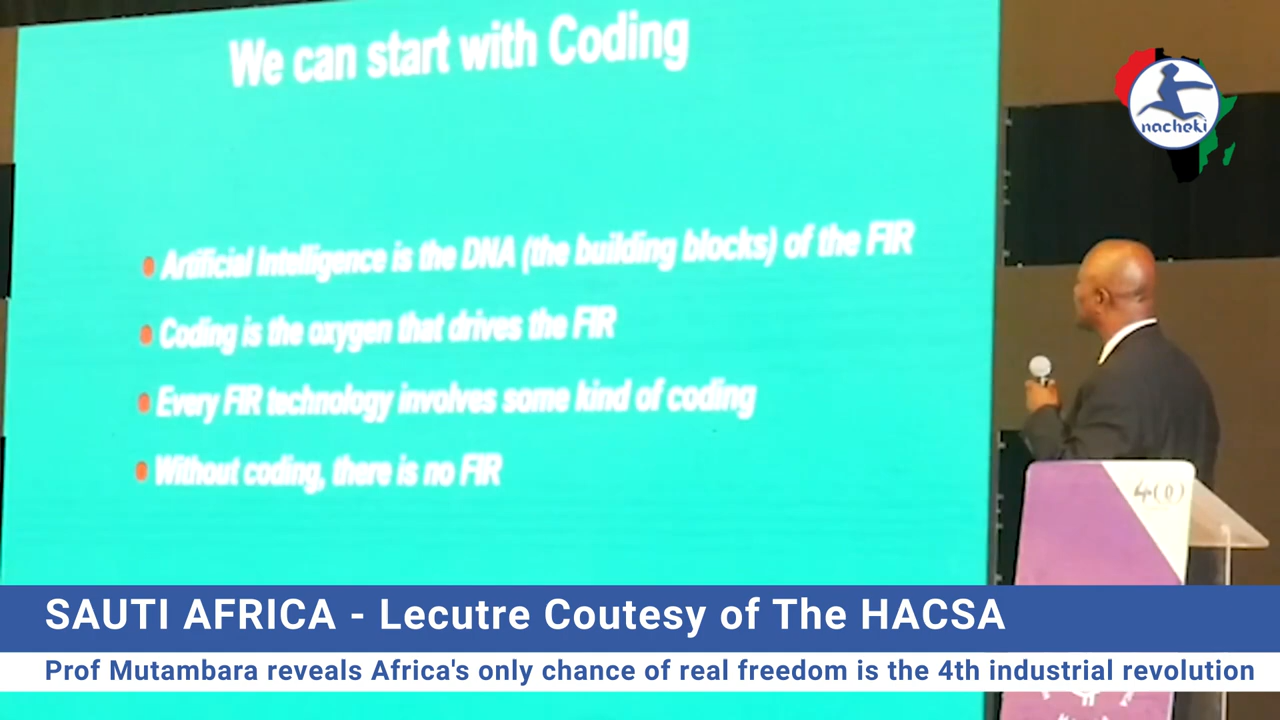 We can start with Coding
nacheki
Artificial Intelligence is the DNA (the building blocks) of the FIR
Coding is the oxygen that drives the FIR
Every FIR technology involves some kind of coding
Without coding, there is no FIR
SAUTI AFRICA - Lecutre Coutesy of The HACSA
Prof Mutambara reveals Africa's only chance of real freedom is the 4th industrial revolution